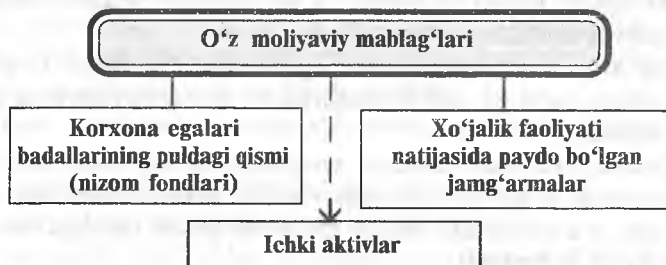 O‘z moliyaviy mablag‘lari
Korxona egalari
badallarining puldagi qismi
(nizom fondlari)
Xo‘jalik faoliyati
natijasida paydo bo‘lgan
jamg‘armalar
Ichki aktivlar